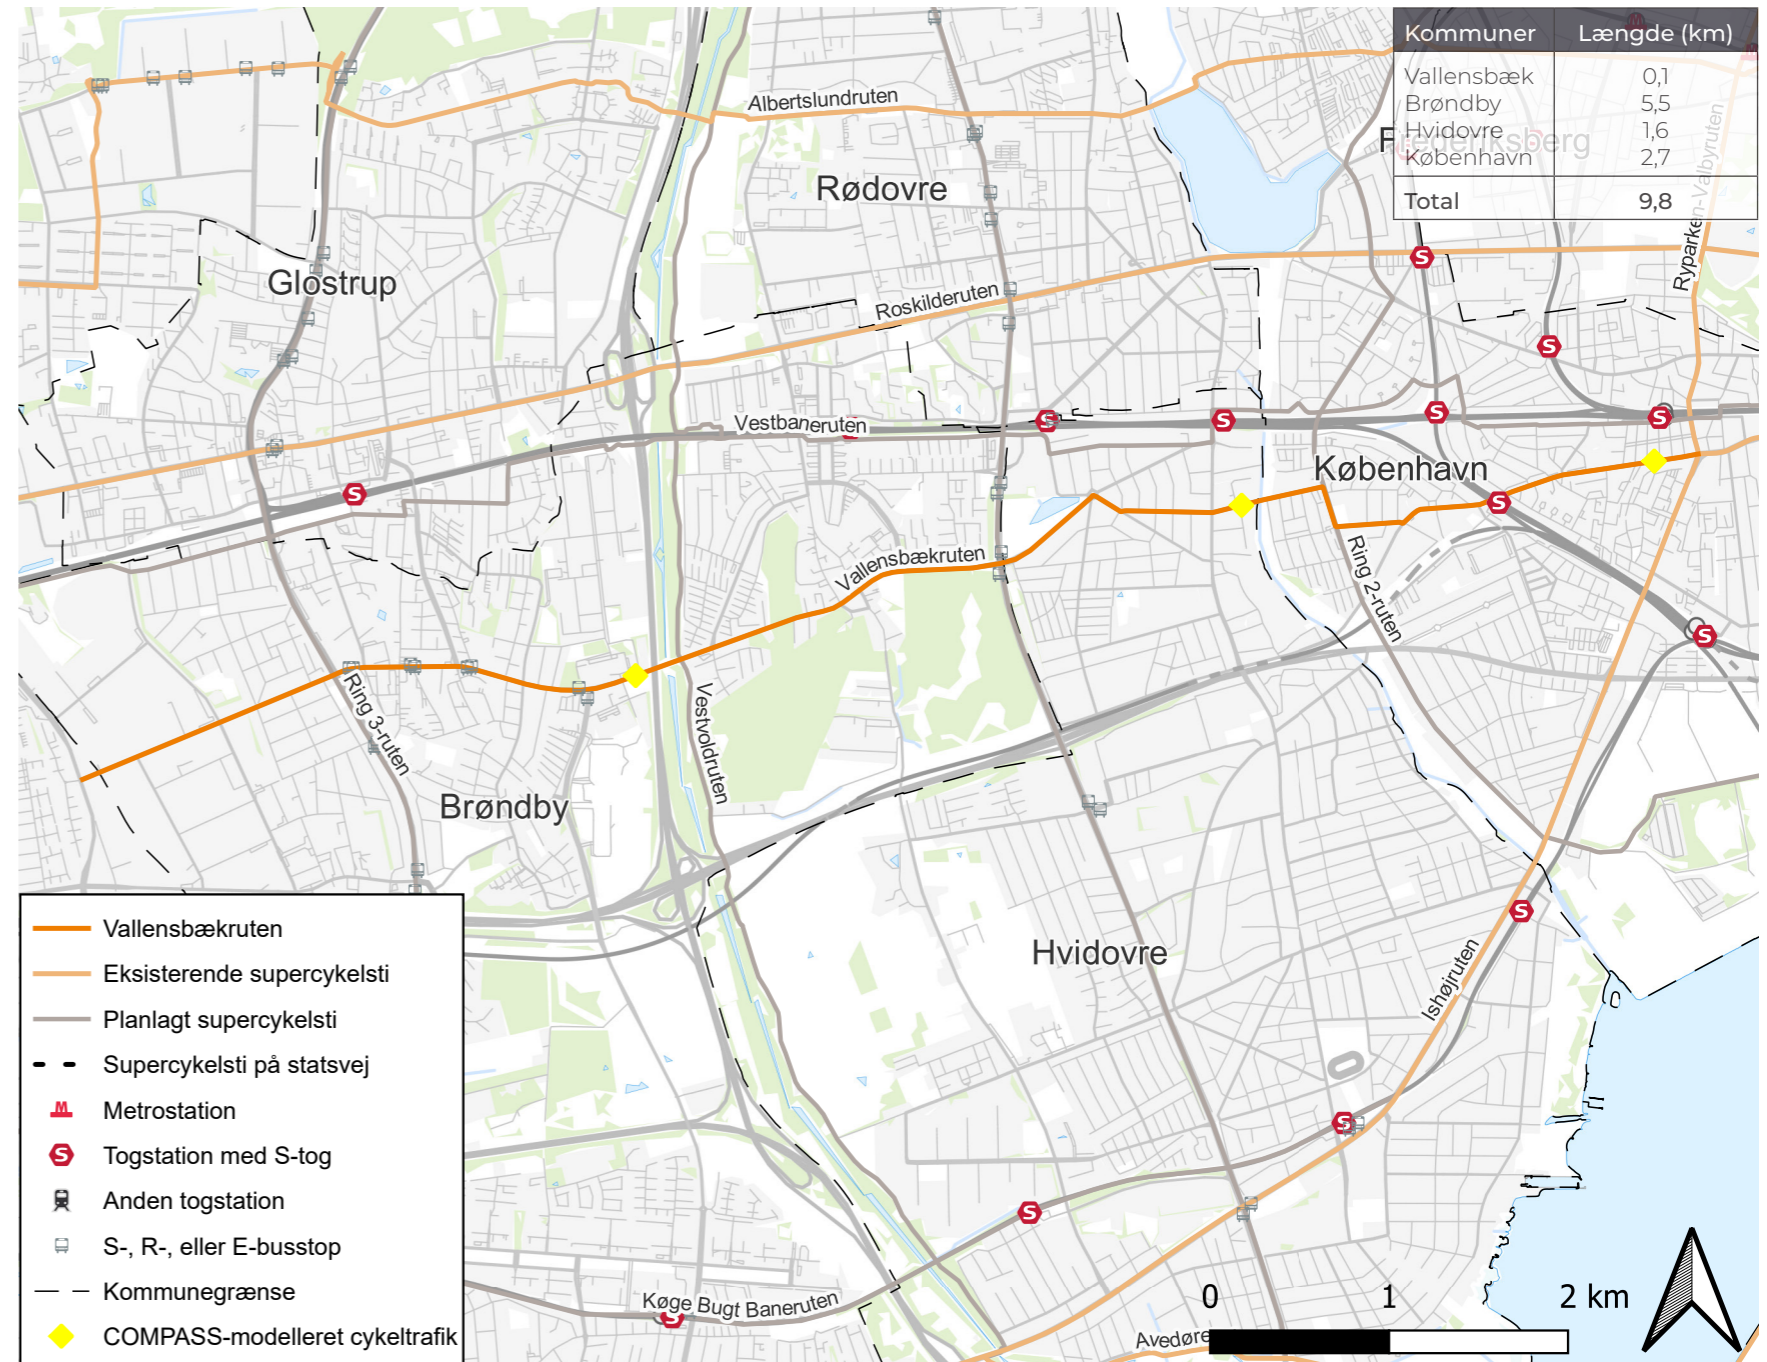 Kommuner Længde (km)
Vallensbæk 0,1
Brøndby 5,5
Hvidovre 1,6
København 2,7
Total 9,8
Frederiksberg
Albertslundruten
Rødovre
Ryparken-Valbyruten
Glostrup
Roskilderuten
Vestbaneruten
København
Vallensbækruten
Ring 2-ruten
Ring 3-ruten
Vestvoldruten
Brøndby
Hvidovre
Ishøjruten
Køge Bugt Baneruten
Avedøre
Vallensbækruten
Eksisterende supercykelsti
Planlagt supercykelsti
Supercykelsti på statsvej
Metrostation
Togstation med S-tog
Anden togstation
S-, R-, eller E-busstop
Kommunegrænse
COMPASS-modelleret cykeltrafik
0 1 2 km